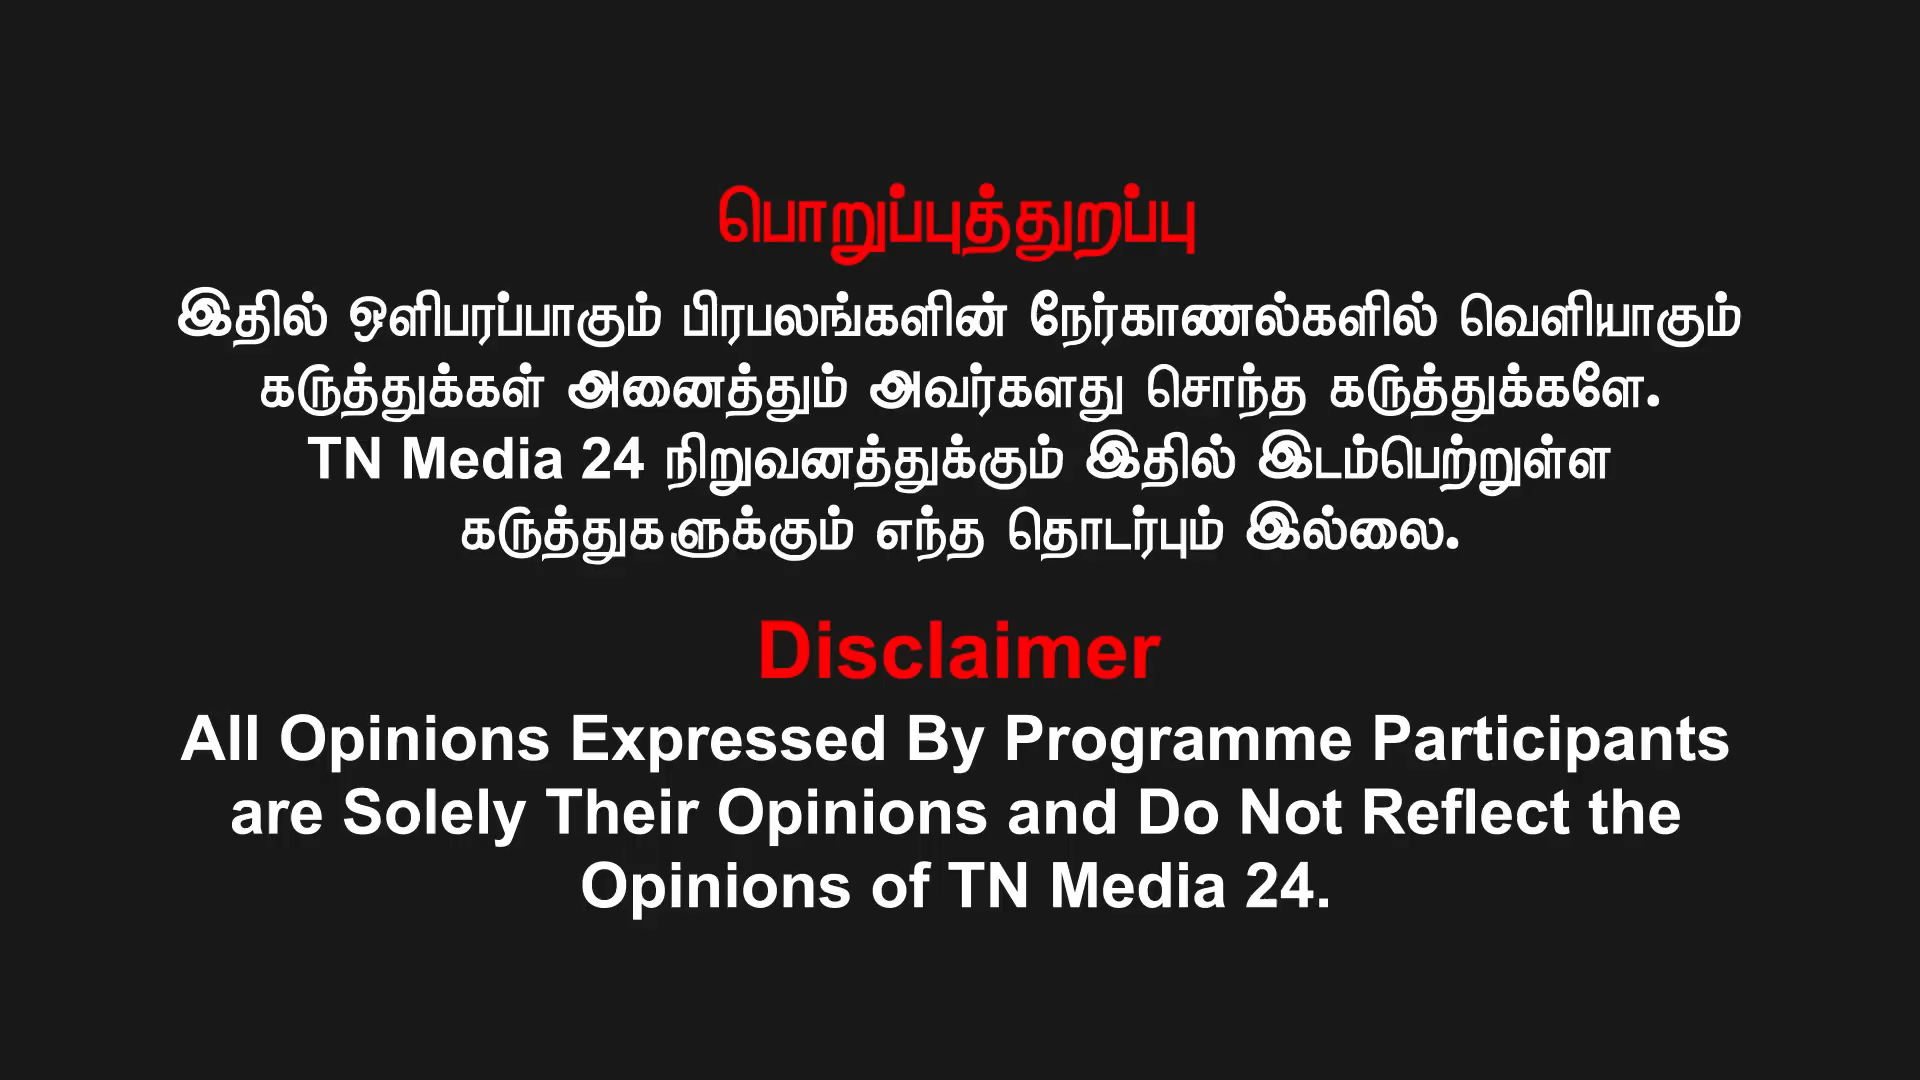 பொறுப்புத்துறப்பு
இதில் ஒளிபரப்பாகும் பிரபலங்களின் நேர்காணல்களில் வெளியாகும்
கருத்துக்கள் அனைத்தும் அவர்களது சொந்த கருத்துக்களே.
TN Media 24 நிறுவனத்துக்கும் இதில் இடம்பெற்றுள்ள
கருத்துகளுக்கும் எந்த தொடர்பும் இல்லை.
Disclaimer
All Opinions Expressed By Programme Participants
are Solely Their Opinions and Do Not Reflect the
Opinions of TN Media 24.